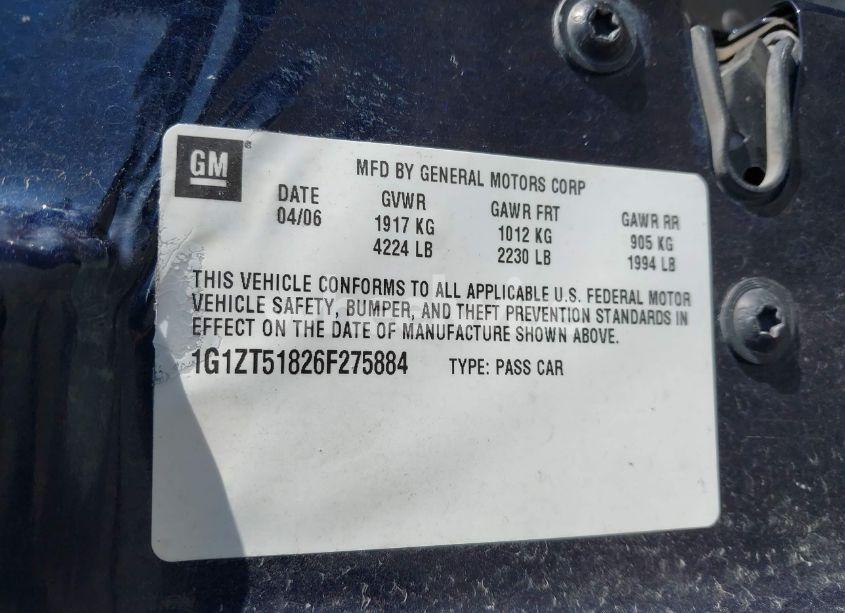 GM
MFD BY GENERAL MOTORS CORP
DATE GVWR GAWR FRT GAWR RR
04/06 1917 KG 1012 KG 905 KG
4224 LB 2230 LB 1994 LB
THIS VEHICLE CONFORMS TO ALL APPLICABLE U.S. FEDERAL MOTOR
VEHICLE SAFETY, BUMPER, AND THEFT PREVENTION STANDARDS IN
EFFECT ON THE DATE OF MANUFACTURE SHOWN ABOVE.
1G1ZT51826F275884 TYPE: PASS CAR